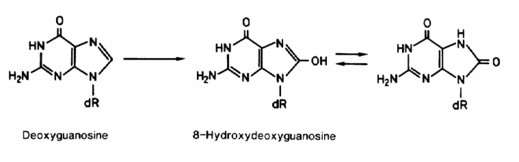 O O O
HN N HN N HN H N
OH O
H₂N N N H₂N N N H₂N N N
dR dR dR
Deoxyguanosine 8-Hydroxydeoxyguanosine